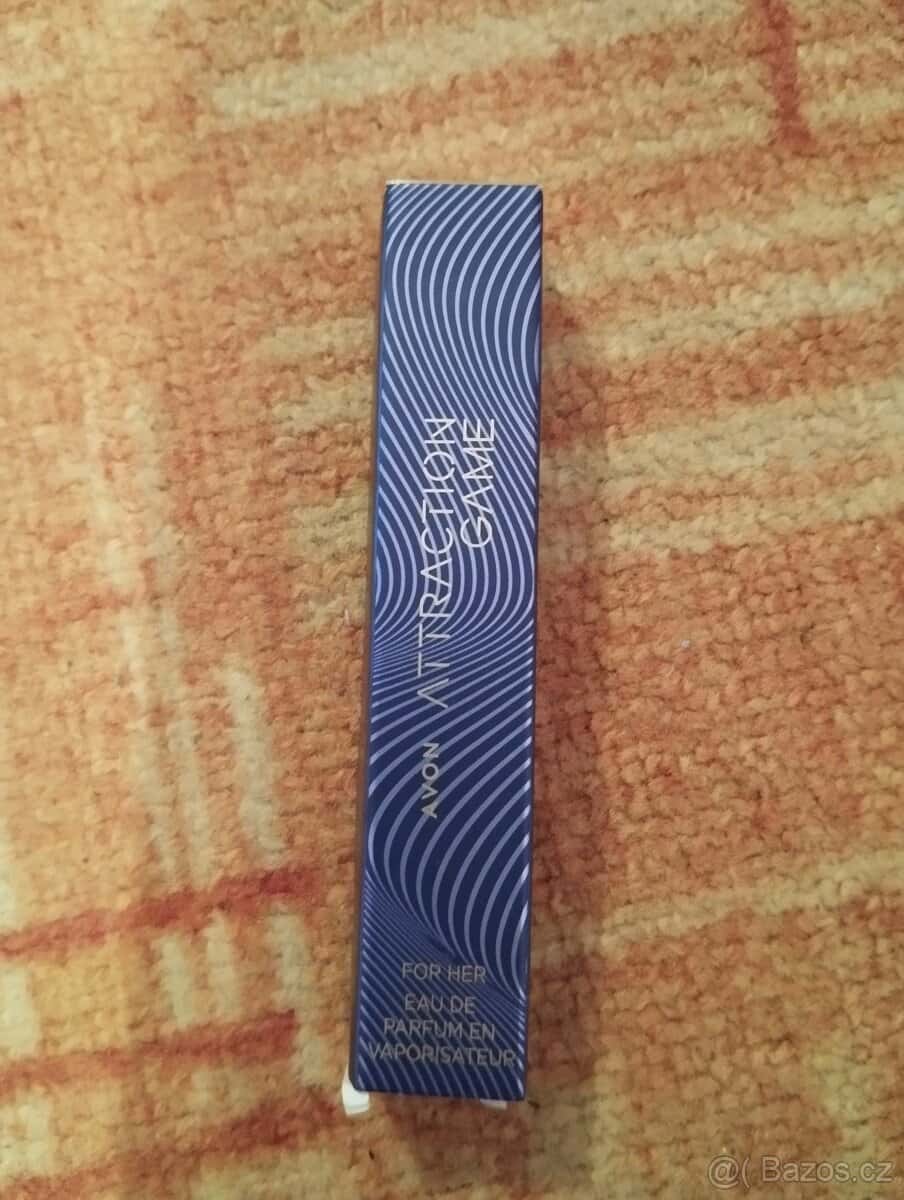 AVON ATTRACTION
GAME
FOR HER
EAU DE
PARFUM EN
VAPORISATEUR
@( Bazos.cz